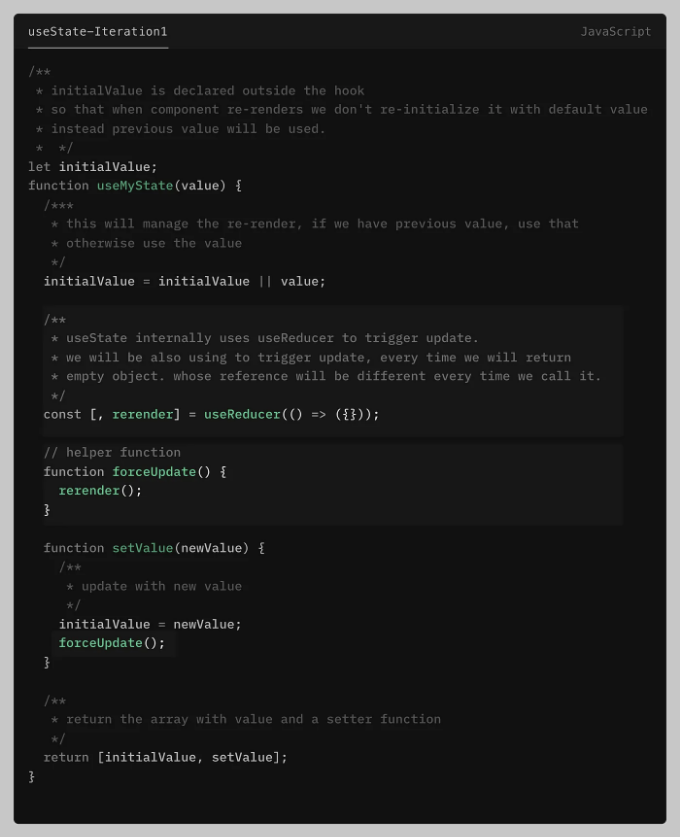 useState-Iteration1
JavaScript
/**
 * initialValue is declared outside the hook
 * so that when component re-renders we don't re-initialize it with default value
 * instead previous value will be used.
 *  */
let initialValue;
function useMyState(value) {
  /***
   * this will manage the re-render, if we have previous value, use that
   * otherwise use the value
   */
  initialValue = initialValue || value;
  /**
   * useState internally uses useReducer to trigger update.
   * we will be also using to trigger update, every time we will return
   * empty object. whose reference will be different every time we call it.
   */
  const [, rerender] = useReducer(() => ({}));
  // helper function
  function forceUpdate() {
    rerender();
  }
  function setValue(newValue) {
    /**
     * update with new value
     */
    initialValue = newValue;
    forceUpdate();
  }
  /**
   * return the array with value and a setter function
   */
  return [initialValue, setValue];
}